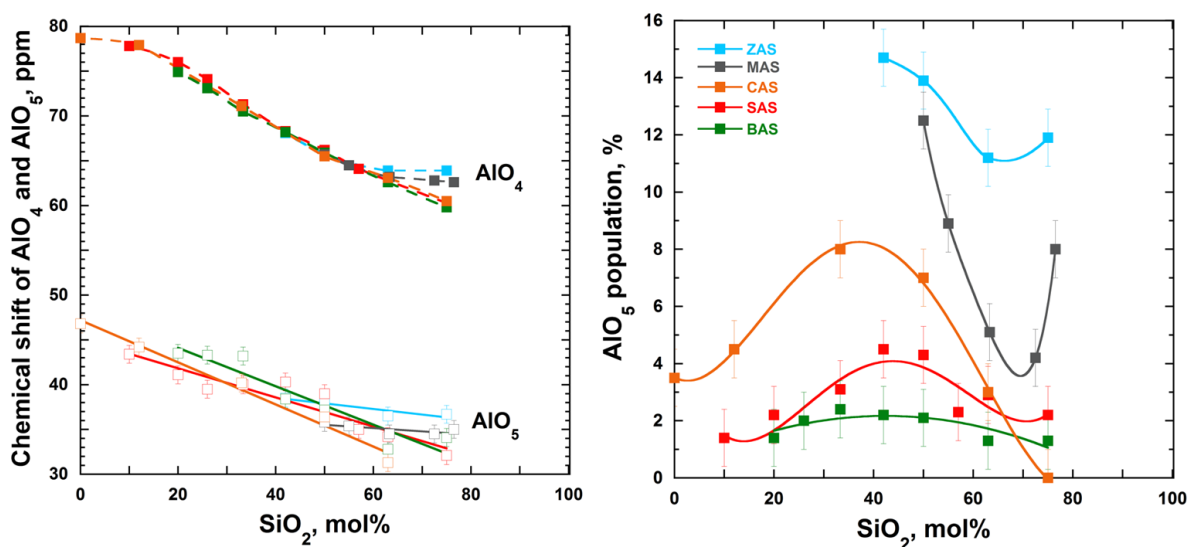 Chemical shift of AlO4 and AlO5, ppm
80
70
60
50
40
30
0
20
40
60
80
100
SiO2, mol%
AlO4
AlO5
AlO5 population, %
16
14
12
10
8
6
4
2
0
0
20
40
60
80
100
SiO2, mol%
ZAS
MAS
CAS
SAS
BAS